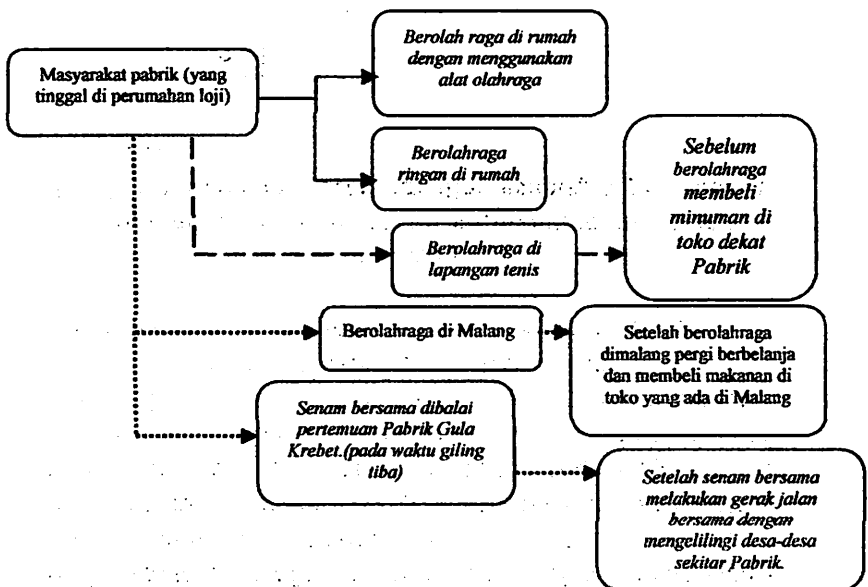 Masyarakat pabrik (yang
tinggal di perumahan loji)
Berolah raga di rumah
dengan menggunakan
alat olahraga
Berolahraga
ringan di rumah
Berolahraga di
lapangan tenis
Sebelum
berolahraga
membeli
minuman di
toko dekat
Pabrik
Berolahraga di Malang
Setelah berolahraga
dimalang pergi berbelanja
dan membeli makanan di
toko yang ada di Malang
Senam bersama dibalai
pertemuan Pabrik Gula
Krebet.(pada waktu giling
tiba)
Setelah senam bersama
melakukan gerak jalan
bersama dengan
mengelilingi desa-desa
sekitar Pabrik.